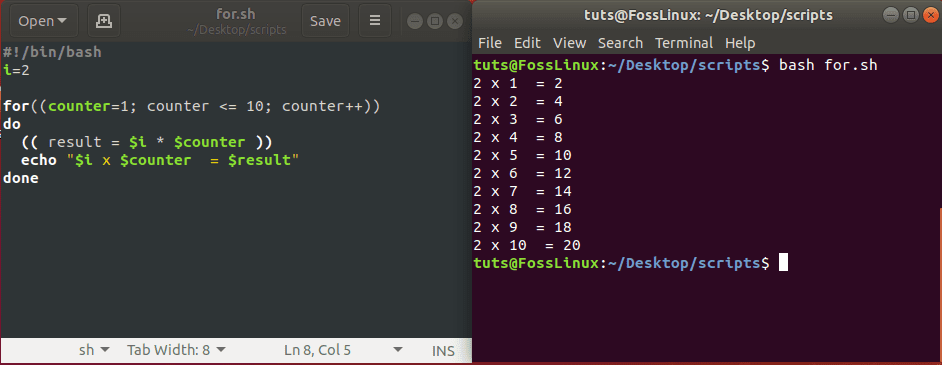 Open
for.sh
~/Desktop/scripts
Save
#!/bin/bash
i=2
for((counter=1; counter <= 10; counter++))
do
  (( result = $i * $counter ))
  echo "$i x $counter  = $result"
done
sh
Tab Width: 8
Ln 8, Col 5
INS
tuts@FossLinux: ~/Desktop/scripts
File Edit View Search Terminal Help
tuts@FossLinux:~/Desktop/scripts$ bash for.sh
2 x 1  = 2
2 x 2  = 4
2 x 3  = 6
2 x 4  = 8
2 x 5  = 10
2 x 6  = 12
2 x 7  = 14
2 x 8  = 16
2 x 9  = 18
2 x 10  = 20
tuts@FossLinux:~/Desktop/scripts$